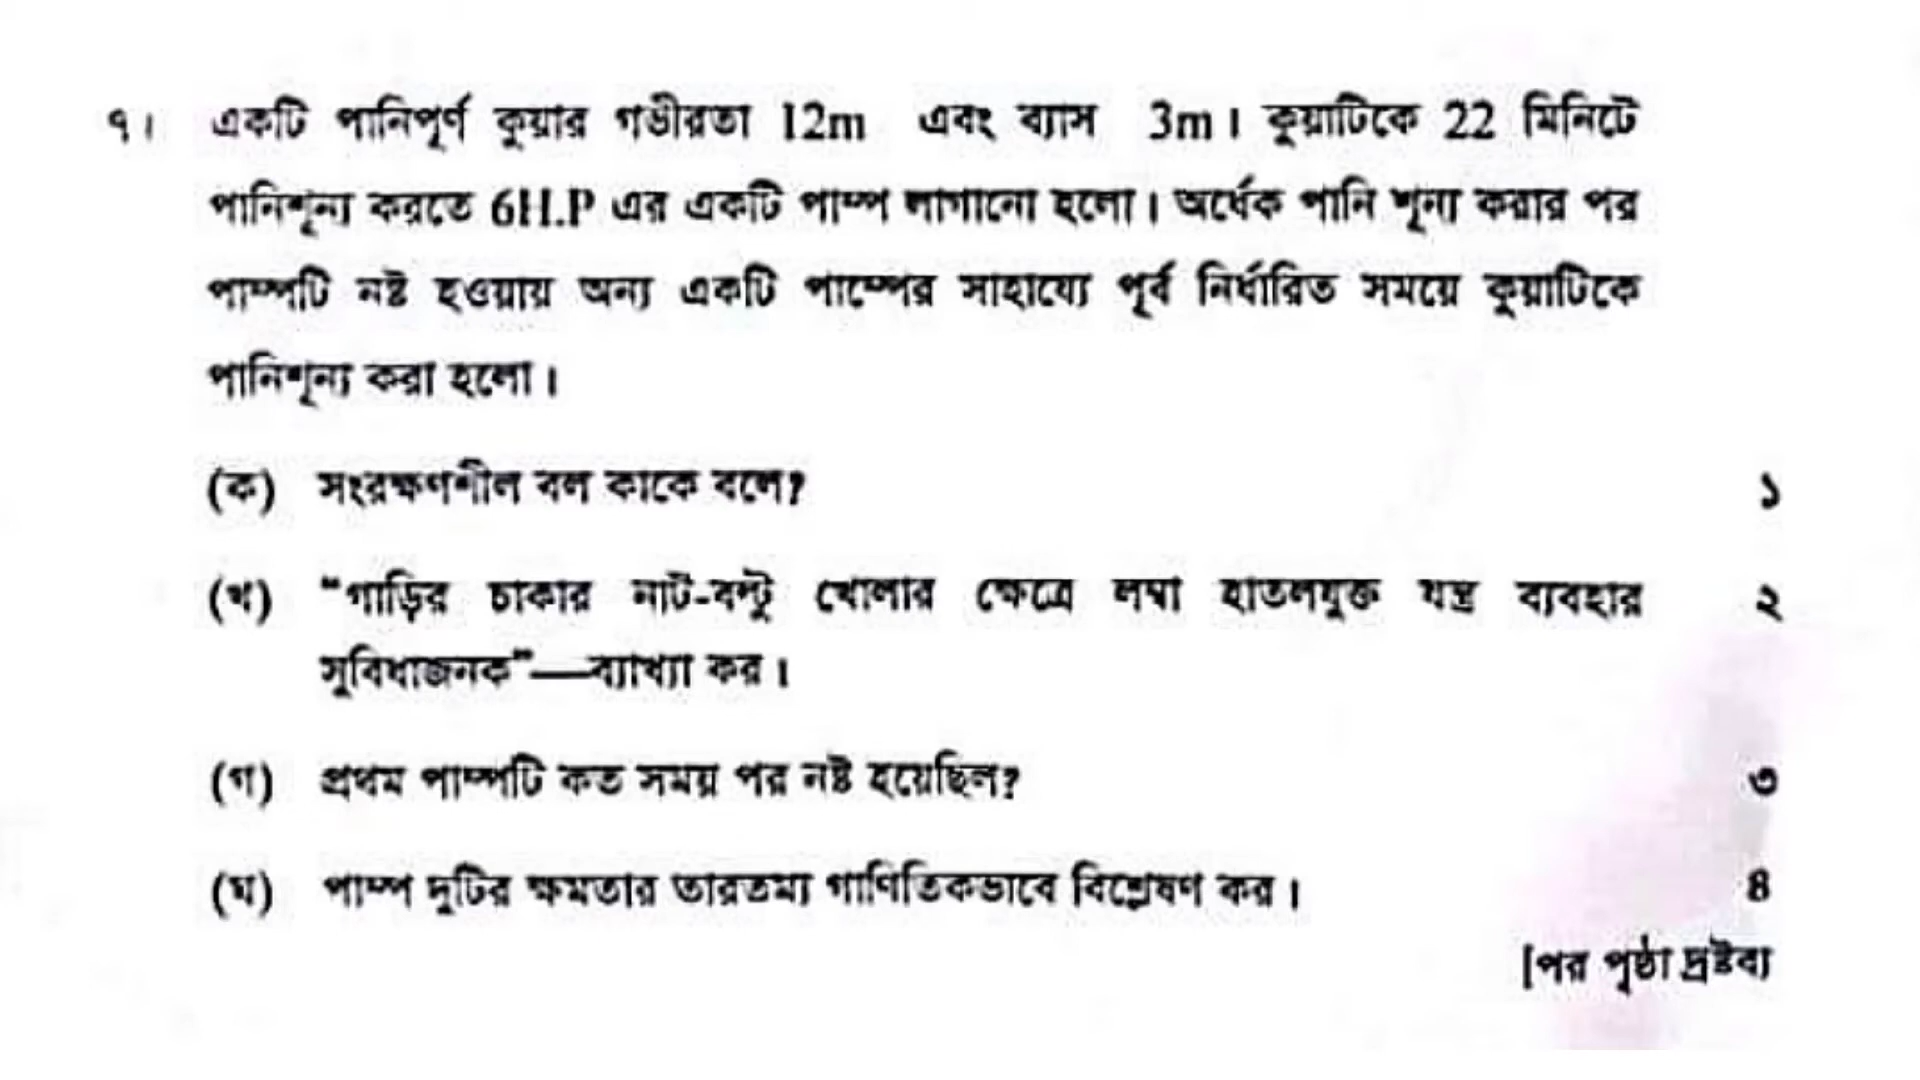 ৭। একটি পানিপূর্ণ কুয়ার গভীরতা 12m এবং ব্যাস 3m। কুয়াটিকে 22 মিনিটে
পানিশূন্য করতে 6H.P এর একটি পাম্প লাগানো হলো। অর্ধেক পানি শূন্য করার পর
পাম্পটি নষ্ট হওয়ায় অন্য একটি পাম্পের সাহায্যে পূর্ব নির্ধারিত সময়ে কুয়াটিকে
পানিশূন্য করা হলো।
(ক) সংরক্ষণশীল বল কাকে বলে? ১
(খ) “গাড়ির চাকার নাট-বল্টু খোলার ক্ষেত্রে লম্বা হাতলযুক্ত যন্ত্র ব্যবহার ২
সুবিধাজনক”—ব্যাখ্যা কর।
(গ) প্রথম পাম্পটি কত সময় পর নষ্ট হয়েছিল? ৩
(ঘ) পাম্প দুটির ক্ষমতার তারতম্য গাণিতিকভাবে বিশ্লেষণ কর। ৪
[পর পৃষ্ঠা দ্রষ্টব্য